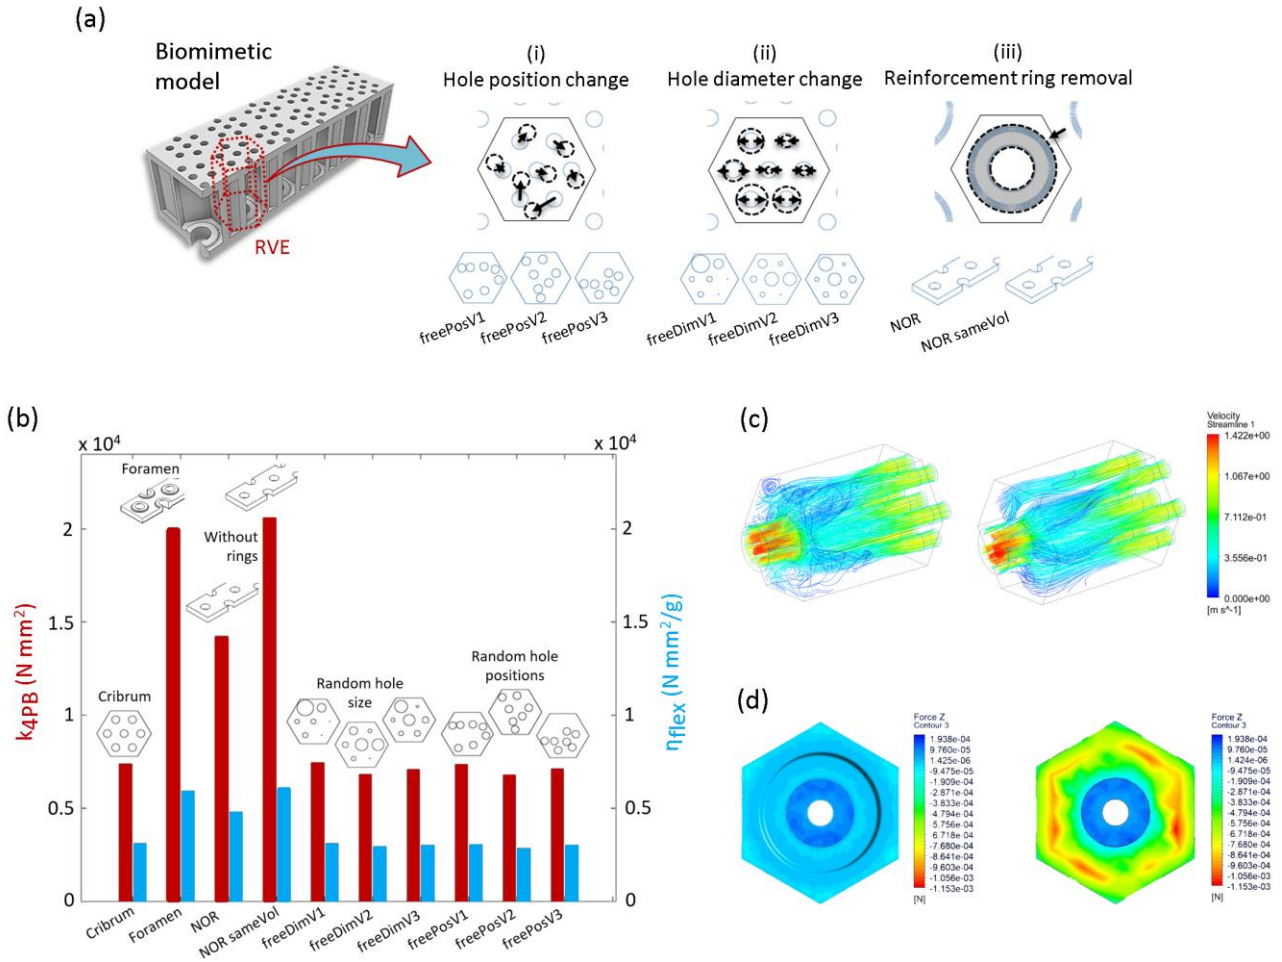 (a)
Biomimetic
model
RVE
(i)
Hole position change
(ii)
Hole diameter change
(iii)
Reinforcement ring removal
freePosV1
freePosV2
freePosV3
freeDimV1
freeDimV2
freeDimV3
NOR
NOR sameVol
(b)
x 10⁴
x 10⁴
k4PB (N mm²)
2
1.5
1
0.5
0
Foramen
Without
rings
Cribrum
Random hole
size
Random hole
positions
2
1.5
1
0.5
0
ηflex (N mm²/g)
Cribrum
Foramen
NOR
NOR sameVol
freeDimV1
freeDimV2
freeDimV3
freePosV1
freePosV2
freePosV3
(c)
Velocity
Streamline 1
1.422e+00
1.067e+00
7.112e-01
3.556e-01
0.000e+00
[m s^-1]
(d)
Force Z
Contour 3
1.938e-04
9.760e-05
1.424e-06
-9.475e-05
-1.909e-04
-2.871e-04
-3.833e-04
-4.794e-04
-5.756e-04
-6.718e-04
-7.680e-04
-8.641e-04
-9.603e-04
-1.056e-03
-1.153e-03
[N]
Force Z
Contour 3
1.938e-04
9.760e-05
1.424e-06
-9.475e-05
-1.909e-04
-2.871e-04
-3.833e-04
-4.794e-04
-5.756e-04
-6.718e-04
-7.680e-04
-8.641e-04
-9.603e-04
-1.056e-03
-1.153e-03
[N]